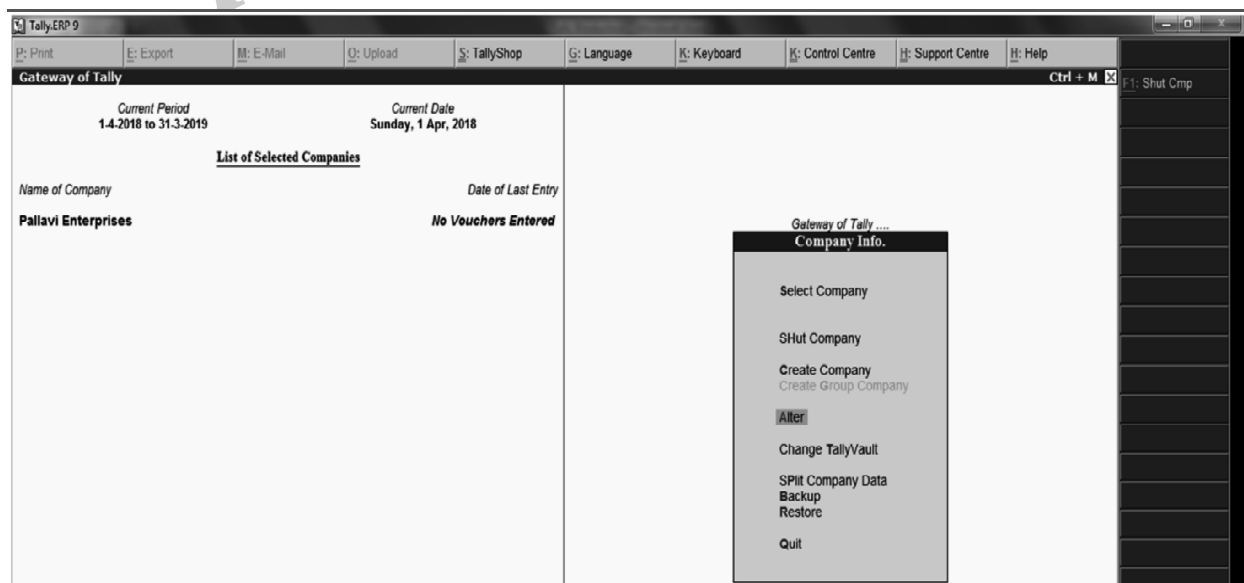 Tally.ERP 9
P: Print E: Export M: E-Mail O: Upload S: TallyShop G: Language K: Keyboard K: Control Centre H: Support Centre H: Help
Gateway of Tally Ctrl + M
F1: Shut Cmp
Current Period Current Date
1-4-2018 to 31-3-2019 Sunday, 1 Apr, 2018
List of Selected Companies
Name of Company Date of Last Entry
Pallavi Enterprises No Vouchers Entered
Gateway of Tally ....
Company Info.
Select Company
SHut Company
Create Company
Create Group Company
Alter
Change TallyVault
SPlit Company Data
Backup
Restore
Quit